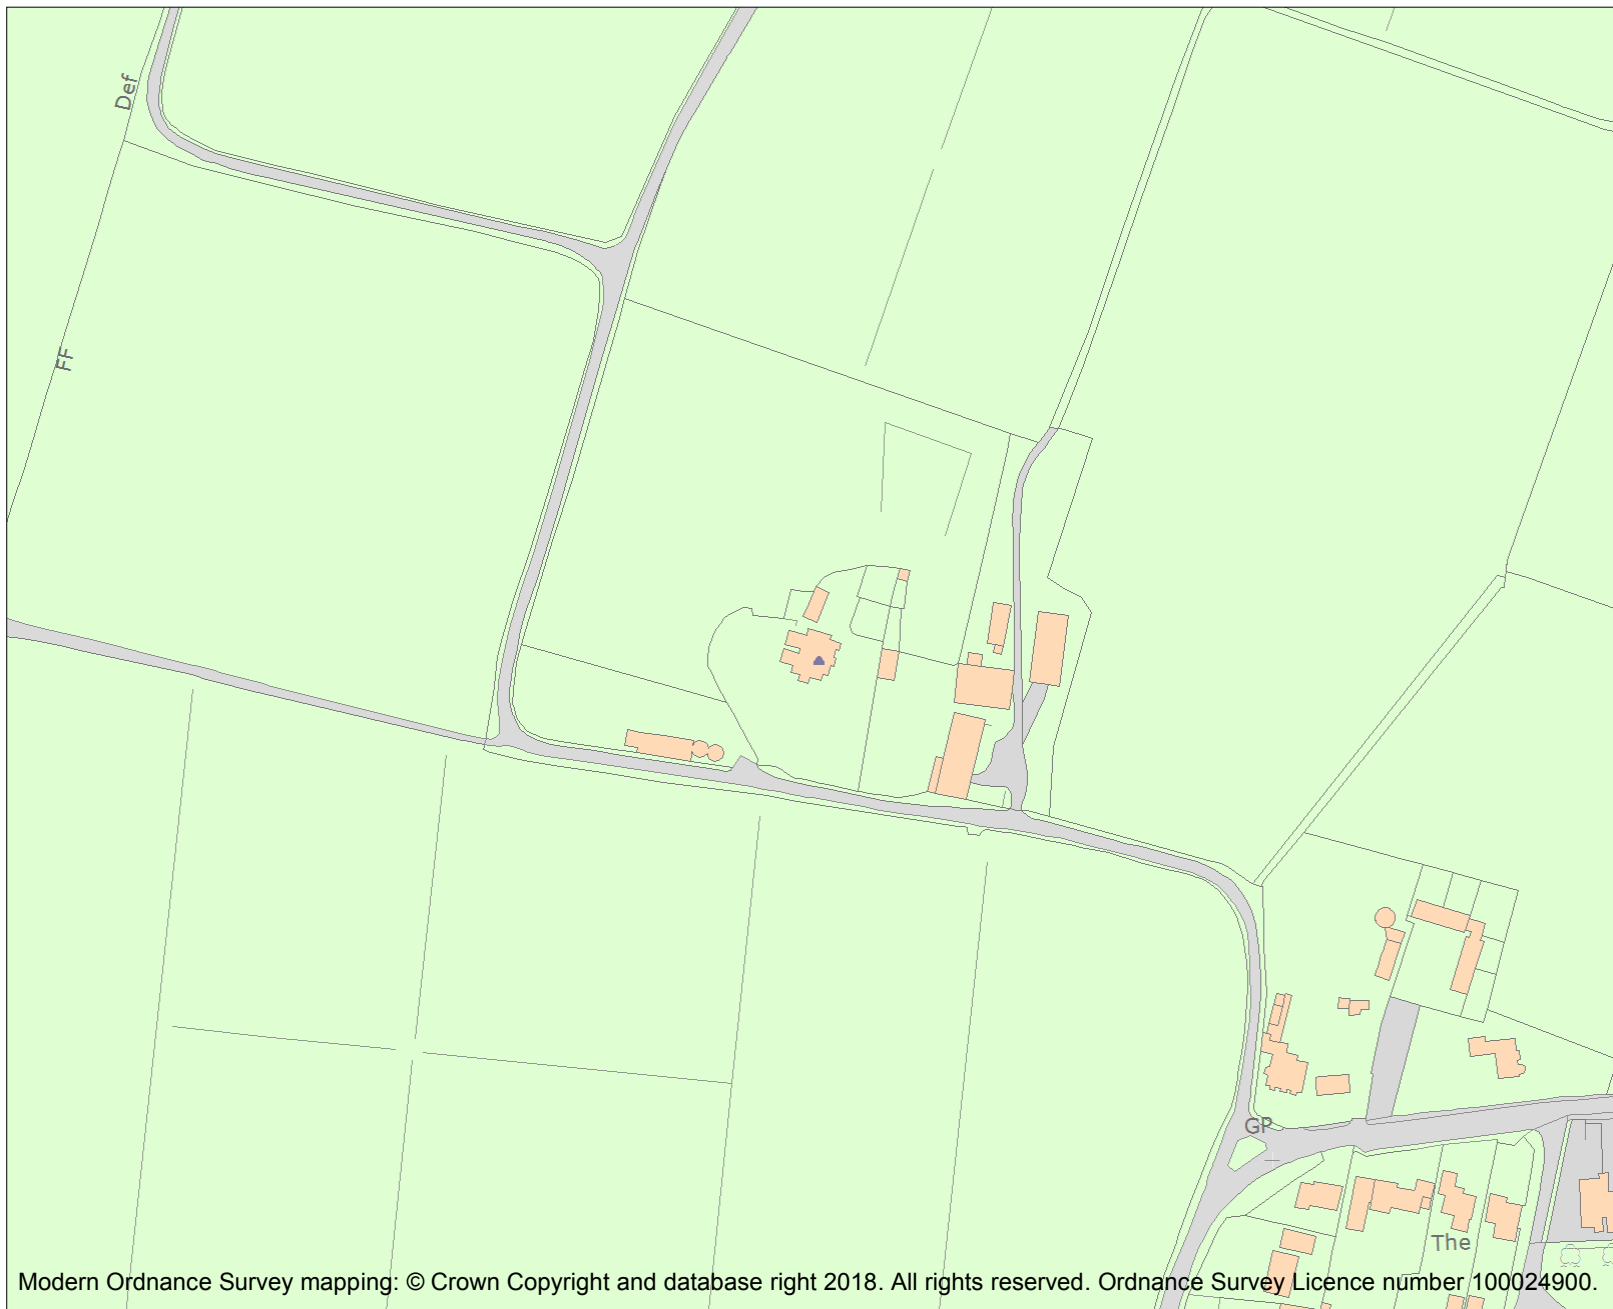 Def
FF
GP
The
Modern Ordnance Survey mapping: © Crown Copyright and database right 2018. All rights reserved. Ordnance Survey Licence number 100024900.